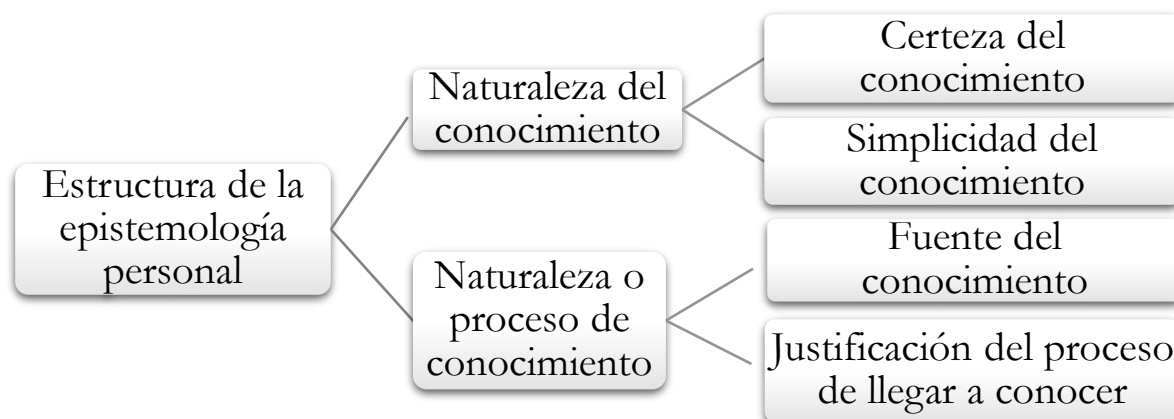 Estructura de la
epistemología
personal
Naturaleza del
conocimiento
Certeza del
conocimiento
Simplicidad del
conocimiento
Naturaleza o
proceso de
conocimiento
Fuente del
conocimiento
Justificación del proceso
de llegar a conocer